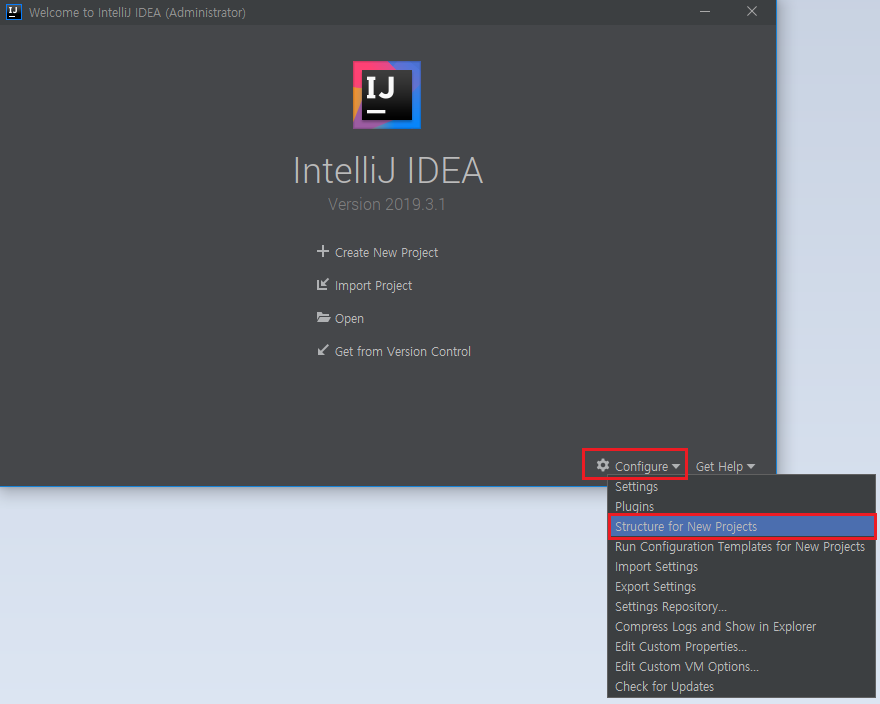 IJ Welcome to IntelliJ IDEA (Administrator)
IJ
IntelliJ IDEA
Version 2019.3.1
Create New Project
Import Project
Open
Get from Version Control
Configure Get Help
Settings
Plugins
Structure for New Projects
Run Configuration Templates for New Projects
Import Settings
Export Settings
Settings Repository...
Compress Logs and Show in Explorer
Edit Custom Properties...
Edit Custom VM Options...
Check for Updates